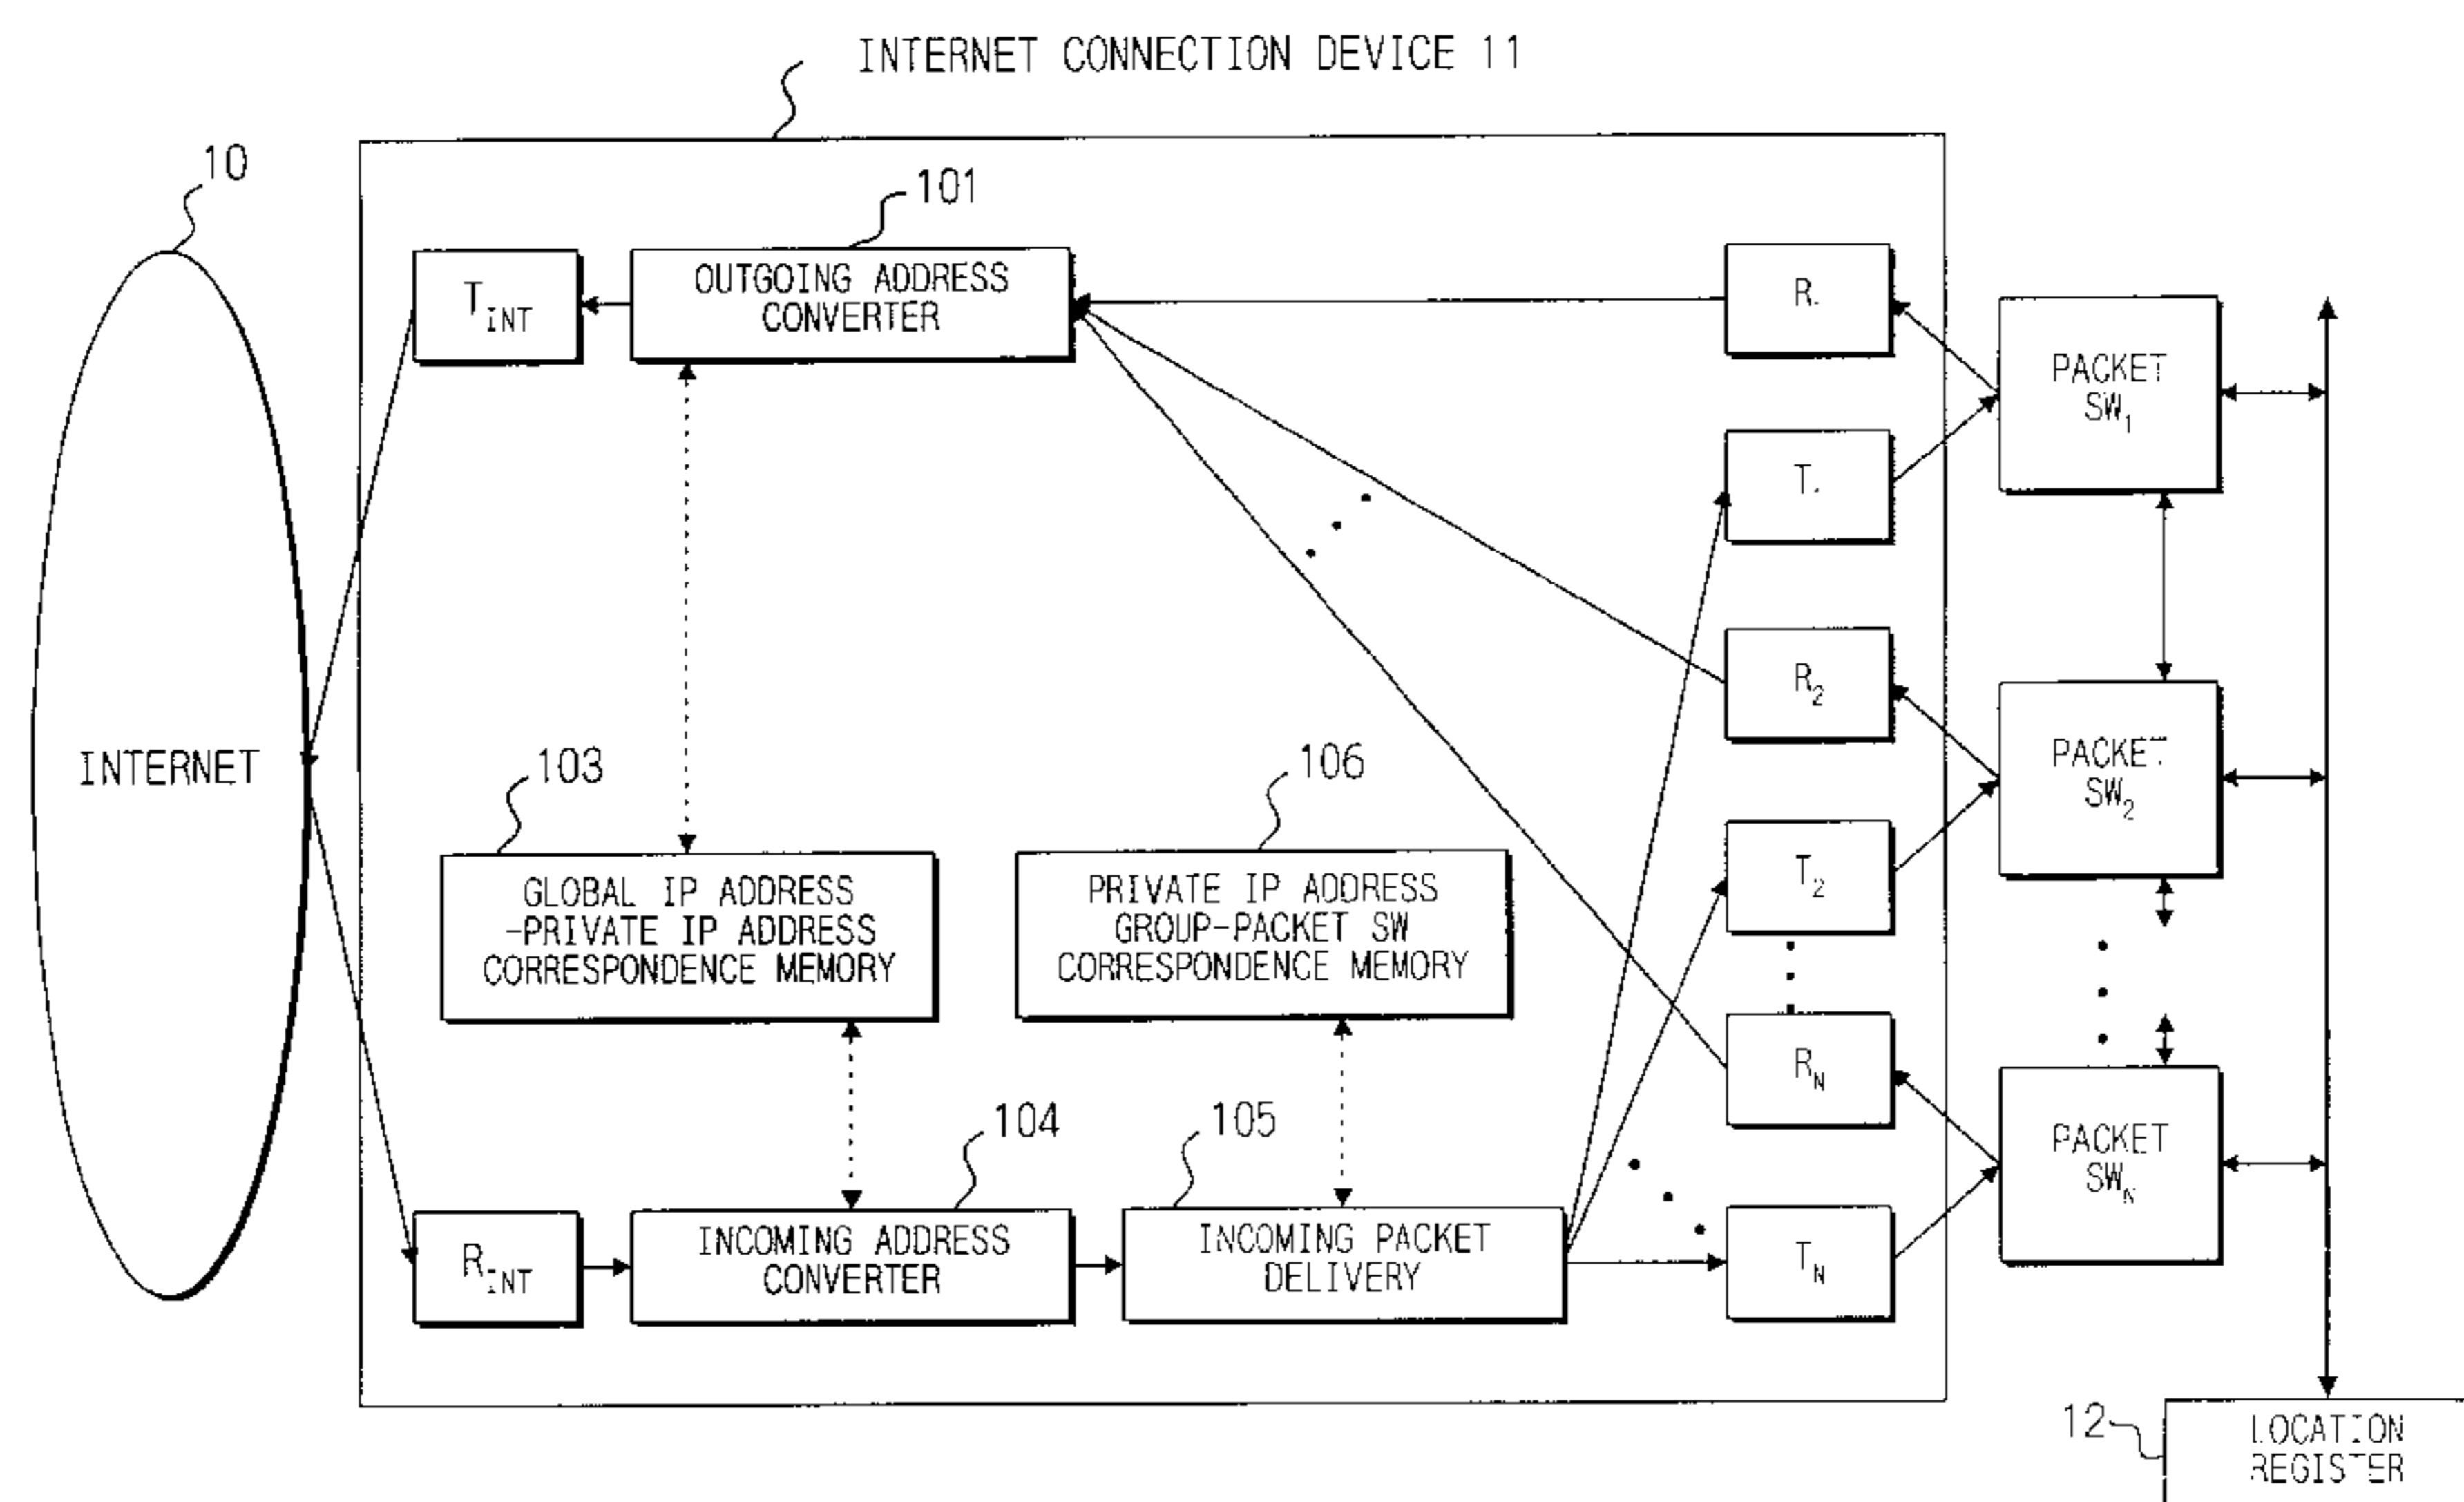 INTERNET CONNECTION DEVICE 11
10
101
T_INT
OUTGOING ADDRESS
CONVERTER
R.
PACKET
SW1
T.
INTERNET
103
106
R2
PACKET
SW2
GLOBAL IP ADDRESS
-PRIVATE IP ADDRESS
CORRESPONDENCE MEMORY
PRIVATE IP ADDRESS
GROUP-PACKET SW
CORRESPONDENCE MEMORY
T2
RN
104
105
PACKET
SWN
R_INT
INCOMING ADDRESS
CONVERTER
INCOMING PACKET
DELIVERY
TN
12
LOCATION
REGISTER